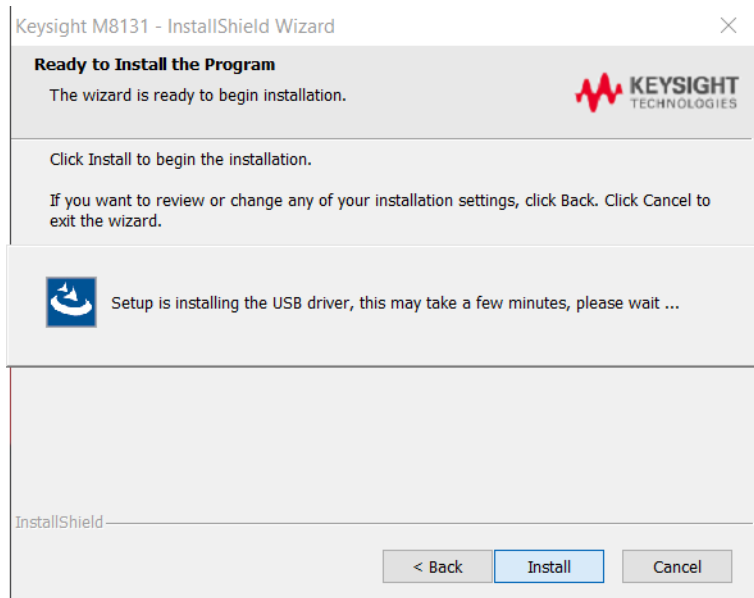 Keysight M8131 - InstallShield Wizard
Ready to Install the Program
The wizard is ready to begin installation.
KEYSIGHT
TECHNOLOGIES
Click Install to begin the installation.
If you want to review or change any of your installation settings, click Back. Click Cancel to
exit the wizard.
Setup is installing the USB driver, this may take a few minutes, please wait ...
InstallShield
< Back
Install
Cancel